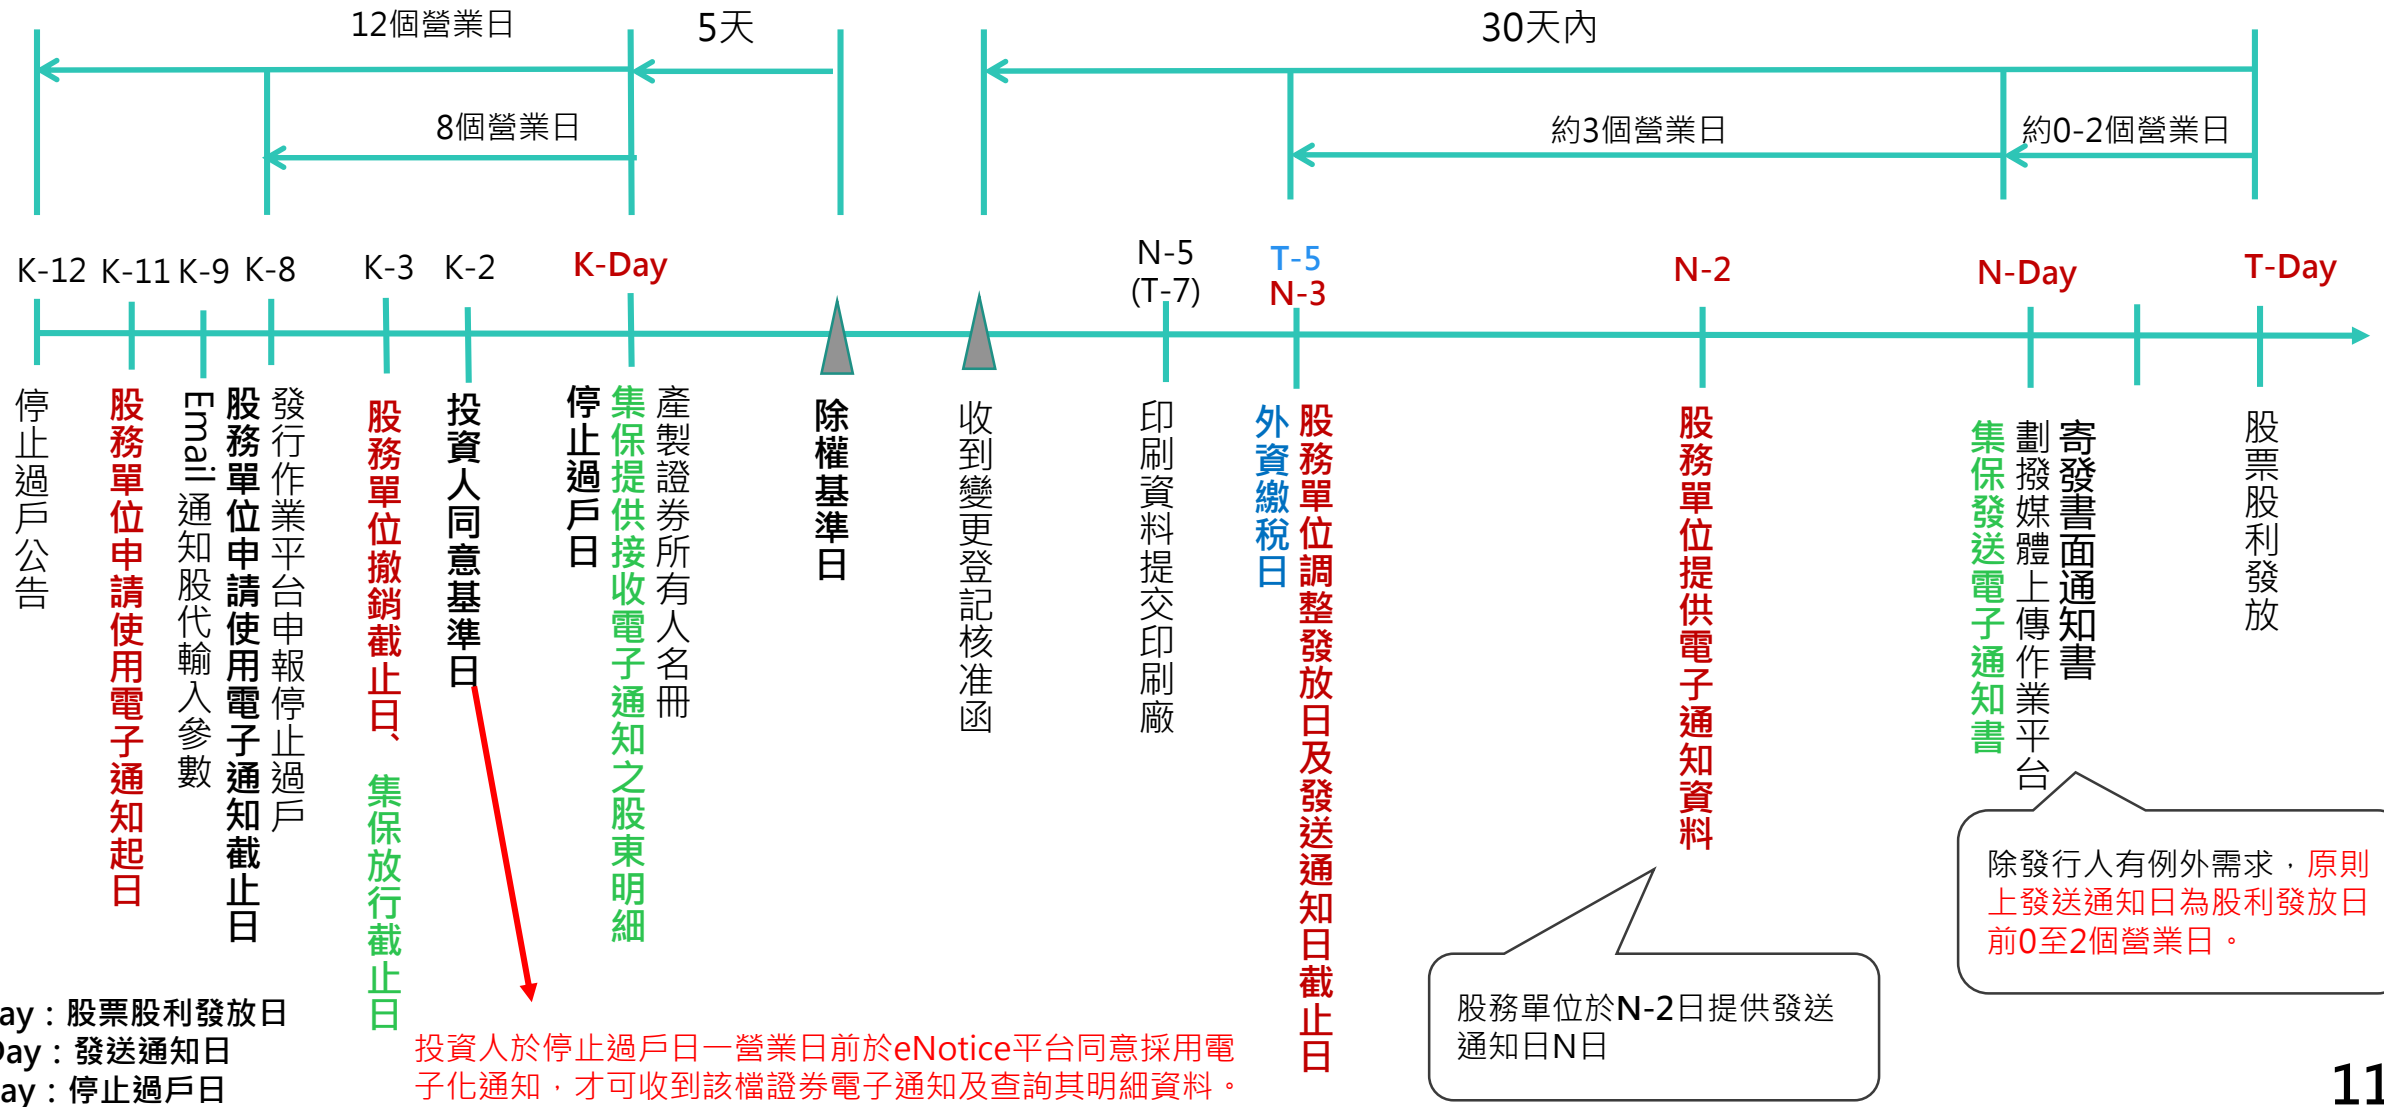 12個營業日
5天
30天內
8個營業日
約3個營業日
約0-2個營業日
K-12
K-11
K-9
K-8
K-3
K-2
K-Day
N-5
(T-7)
T-5
N-3
N-2
N-Day
T-Day
停止過戶公告
股務單位申請使用電子通知起日
Email 通知股代輸入參數
股務單位申請使用電子通知截止日
發行作業平台申報停止過戶
股務單位撤銷截止日、集保放行截止日
投資人同意基準日
停止過戶日
集保提供接收電子通知之股東明細
產製證券所有人名冊
除權基準日
收到變更登記核准函
印刷資料提交印刷廠
外資繳稅日
股務單位調整發放日及發送通知日截止日
股務單位提供電子通知資料
集保發送電子通知書
劃撥媒體上傳作業平台
寄發書面通知書
股票股利發放
除發行人有例外需求，原則
上發送通知日為股利發放日
前0至2個營業日。
股務單位於N-2日提供發送
通知日N日
ay：股票股利發放日
Day：發送通知日
ay：停止過戶日
投資人於停止過戶日一營業日前於eNotice平台同意採用電
子化通知，才可收到該檔證券電子通知及查詢其明細資料。
11